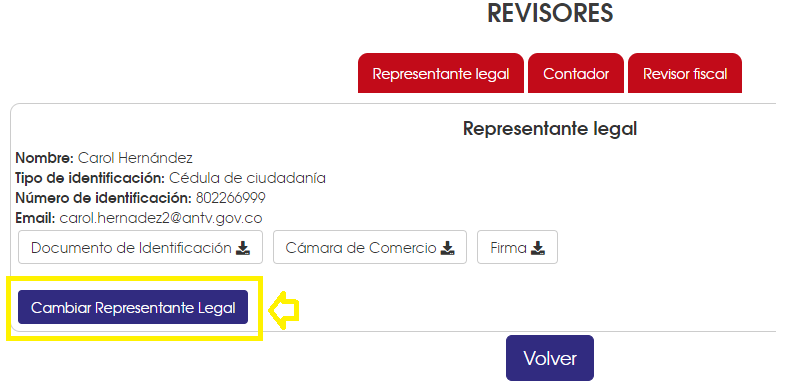 REVISORES
Representante legal Contador Revisor fiscal
Representante legal
Nombre: Carol Hernández
Tipo de identificación: Cédula de ciudadanía
Número de identificación: 802266999
Email: carol.hernadez2@antv.gov.co
Documento de Identificación Cámara de Comercio Firma
Cambiar Representante Legal
Volver